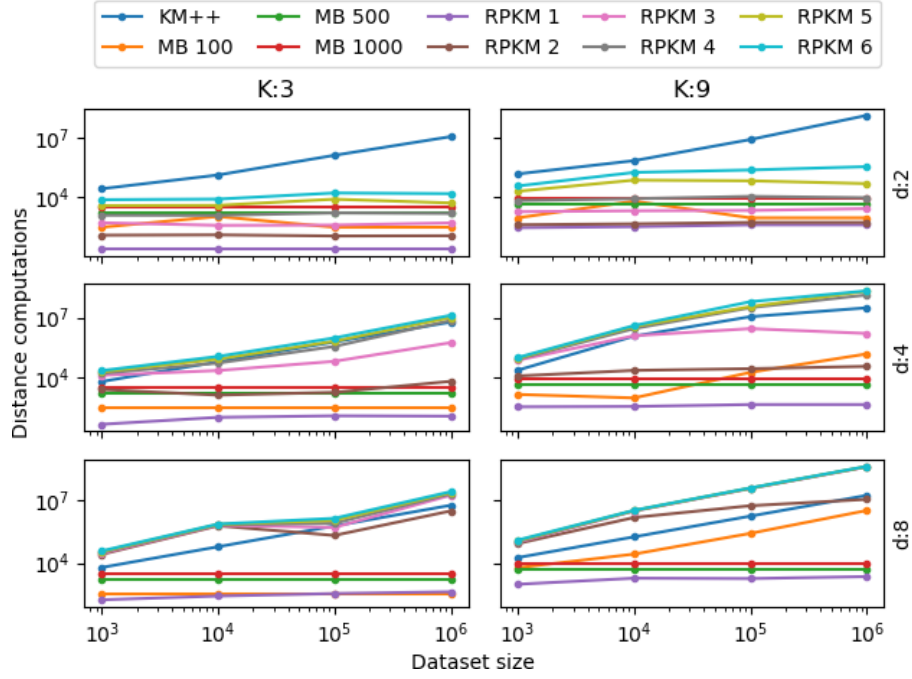 KM++ MB 500 RPKM 1 RPKM 3 RPKM 5
MB 100 MB 1000 RPKM 2 RPKM 4 RPKM 6
K:3 K:9
Distance computations
10^7
10^4
d:2
10^7
10^4
d:4
10^7
10^4
d:8
10^3 10^4 10^5 10^6 10^3 10^4 10^5 10^6
Dataset size